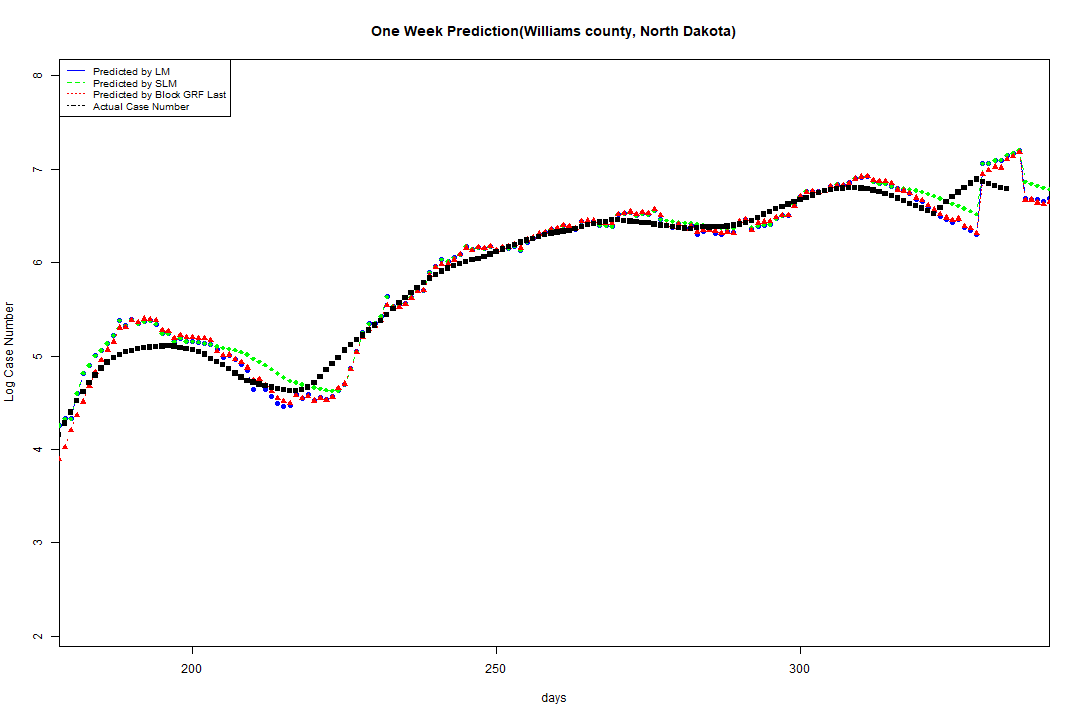 One Week Prediction(Williams county, North Dakota)
Predicted by LM
Predicted by SLM
Predicted by Block GRF Last
Actual Case Number
8
7
6
5
4
3
2
Log Case Number
200
250
300
days